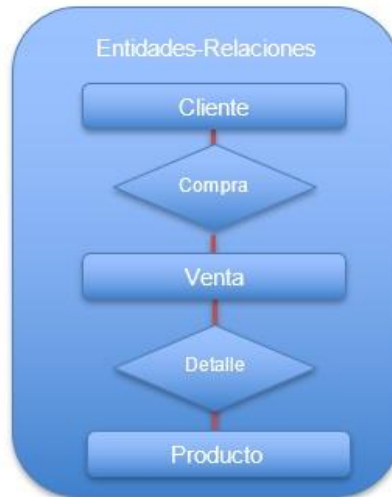 Entidades-Relaciones
Cliente
Compra
Venta
Detalle
Producto